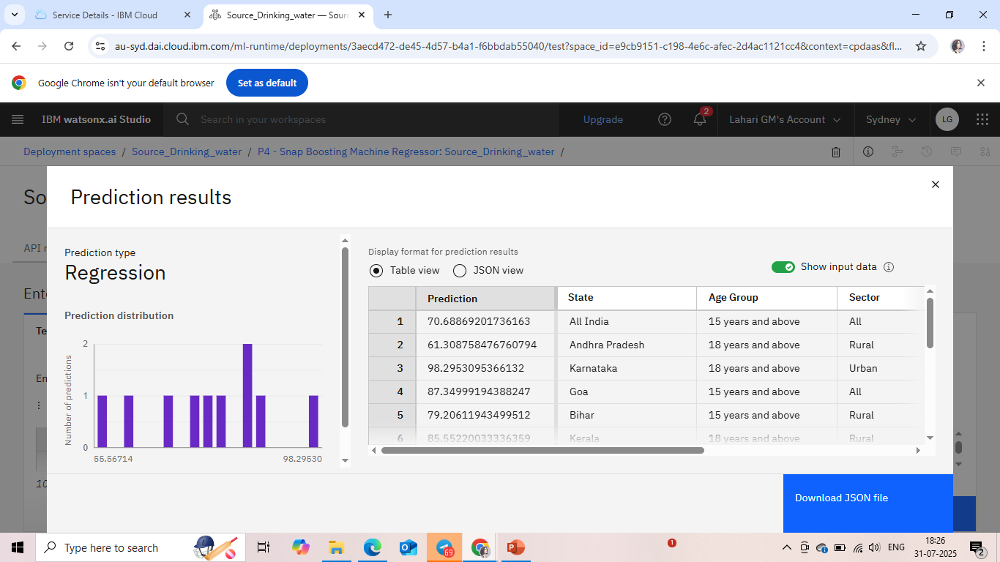 Service Details - IBM Cloud
Source_Drinking_water — Sour
au-syd.dai.cloud.ibm.com/ml-runtime/deployments/3aecd472-de45-4d57-b4a1-f6bbdab55040/test?space_id=e9cb9151-c198-4e6c-afec-2d4ac1121cc4&context=cpdaas&fl...
Google Chrome isn't your default browser
Set as default
IBM watsonx.ai Studio
Search in your workspaces
Upgrade
2
Lahari GM's Account
Sydney
LG
Deployment spaces / Source_Drinking_water / P4 - Snap Boosting Machine Regressor: Source_Drinking_water /
So
API r
Ente
Te
En
10
Prediction results
Prediction type
Regression
Prediction distribution
Number of predictions
2
1
0
55.56714 98.29530
Display format for prediction results
Table view JSON view
Show input data
Prediction State Age Group Sector
1 70.68869201736163 All India 15 years and above All
2 61.308758476760794 Andhra Pradesh 18 years and above Rural
3 98.2953095366132 Karnataka 18 years and above Urban
4 87.34999194388247 Goa 15 years and above All
5 79.20611943499512 Bihar 15 years and above Rural
6 85.55220033336359 Kerala 18 years and above Rural
Download JSON file
Type here to search
69
1
ENG
18:26
31-07-2025
2